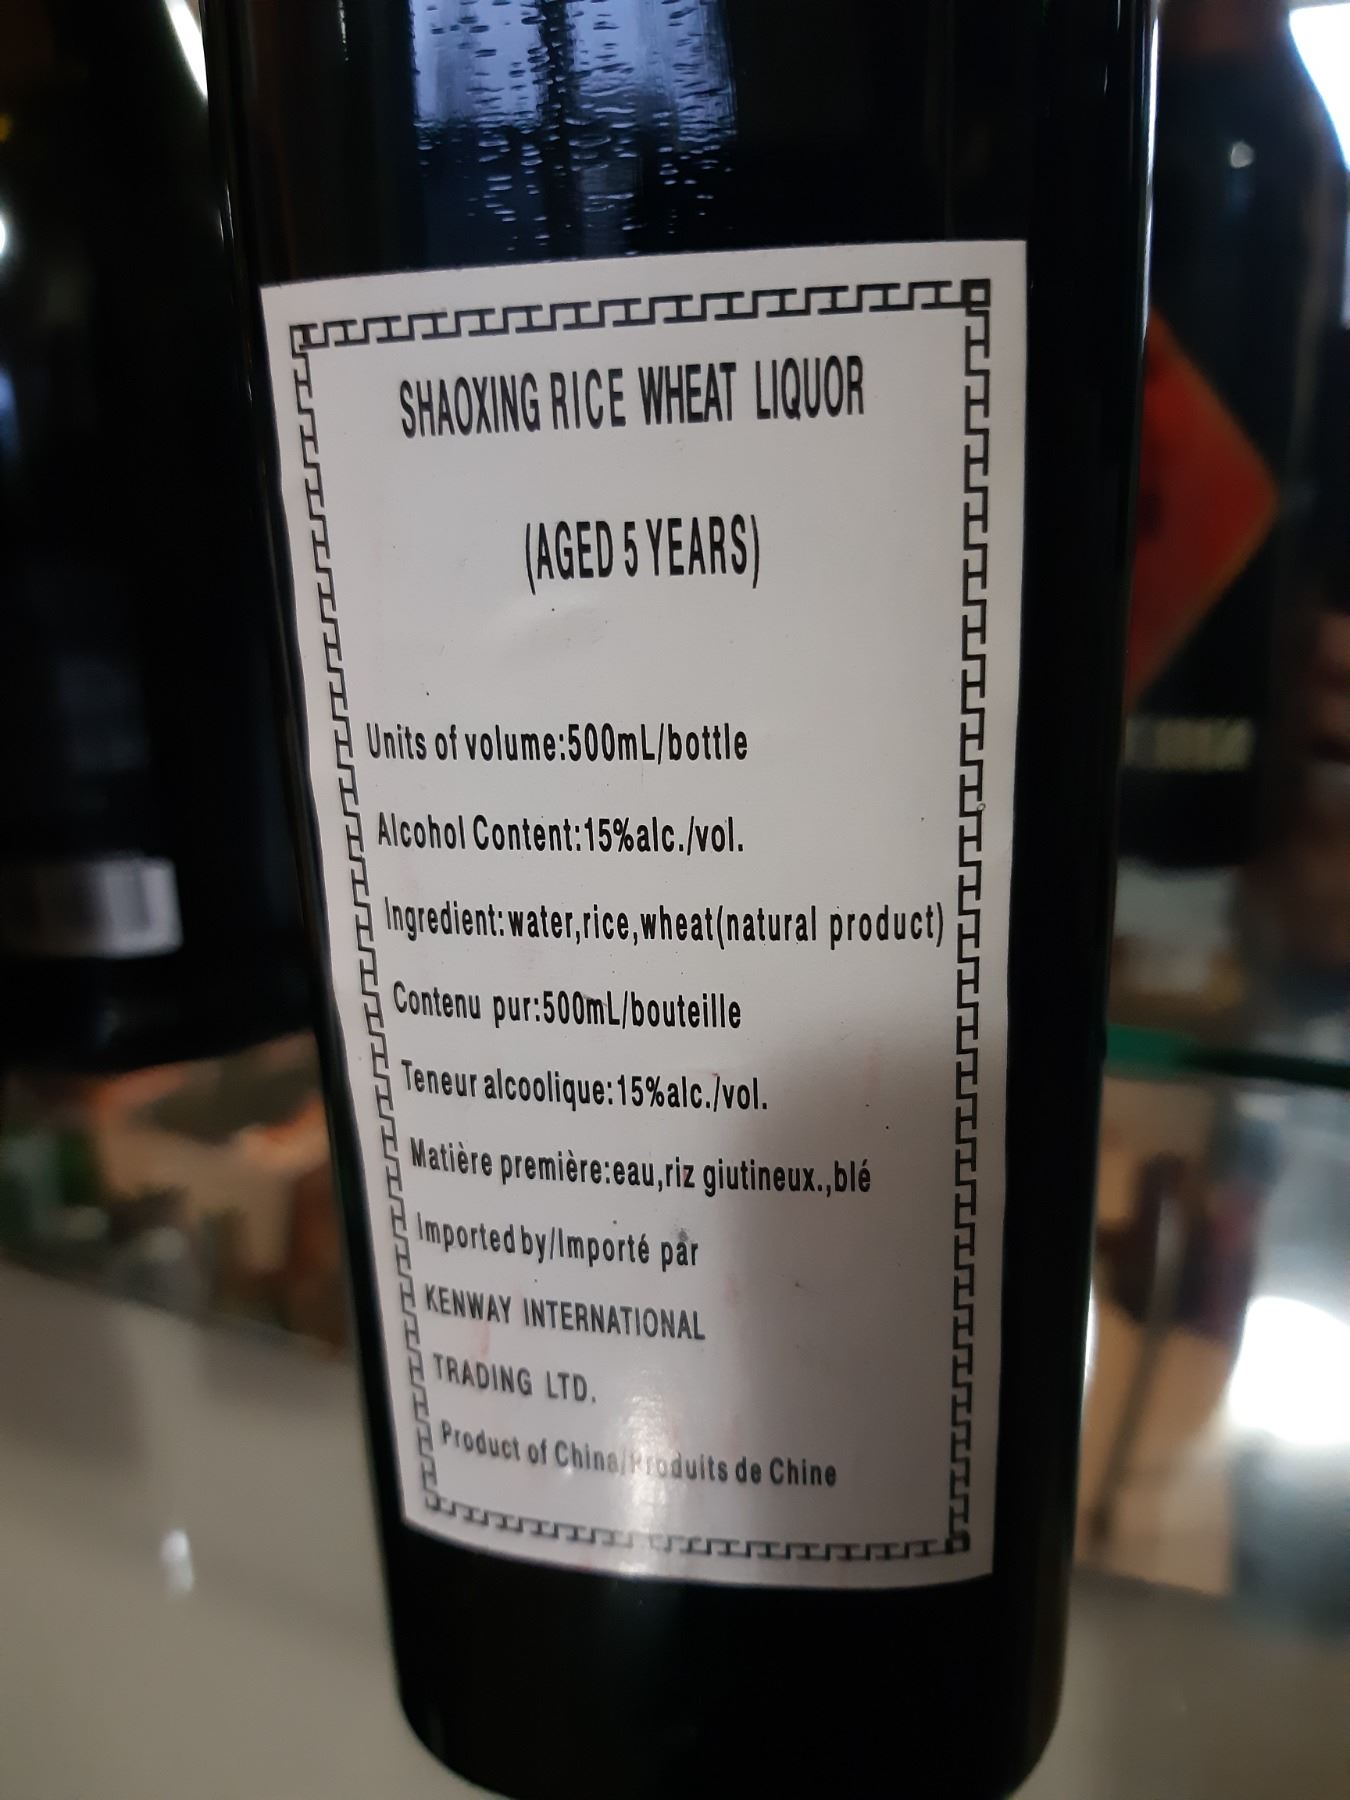 SHAOXING RICE WHEAT LIQUOR
(AGED 5 YEARS)
Units of volume:500mL/bottle
Alcohol Content:15%alc./vol.
Ingredient:water,rice,wheat(natural product)
Contenu pur:500mL/bouteille
Teneur alcoolique:15%alc./vol.
Matière première:eau,riz giutineux.,blé
Imported by/Importé par
KENWAY INTERNATIONAL
TRADING LTD.
Product of China/Produits de Chine